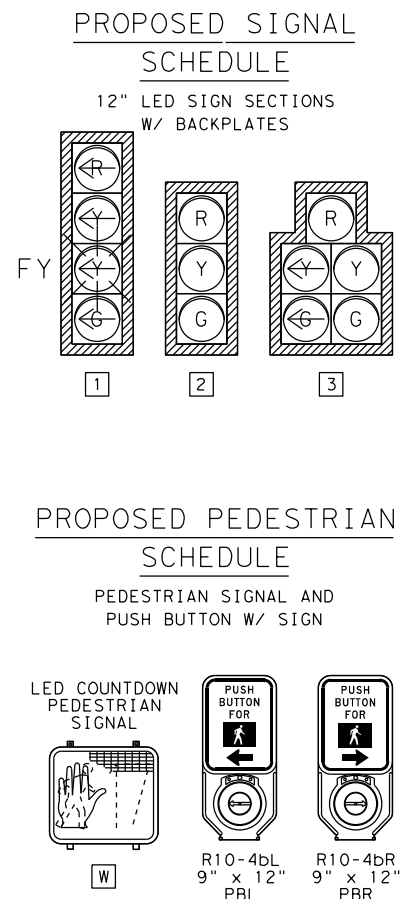 PROPOSED SIGNAL
SCHEDULE
12" LED SIGN SECTIONS
W/ BACKPLATES
R
Y
FY
Y
G
1
R
Y
G
2
R
Y
Y
G
G
3
PROPOSED PEDESTRIAN
SCHEDULE
PEDESTRIAN SIGNAL AND
PUSH BUTTON W/ SIGN
LED COUNTDOWN
PEDESTRIAN
SIGNAL
W
PUSH
BUTTON
FOR
R10-4bL
9" x 12"
PBL
PUSH
BUTTON
FOR
R10-4bR
9" x 12"
PBR